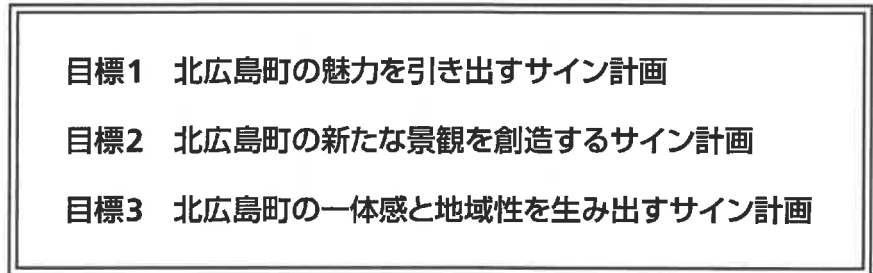 目標1　北広島町の魅力を引き出すサイン計画
目標2　北広島町の新たな景観を創造するサイン計画
目標3　北広島町の一体感と地域性を生み出すサイン計画